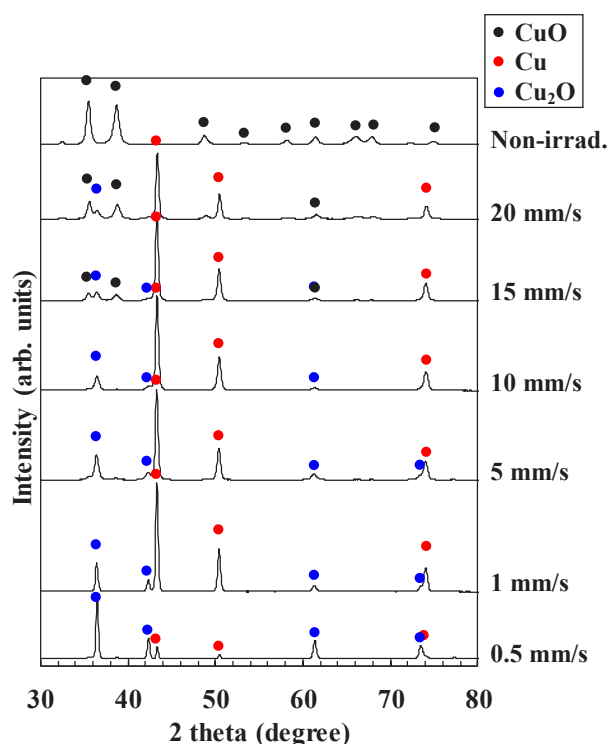 CuO
Cu
Cu₂O
Non-irrad.
20 mm/s
15 mm/s
10 mm/s
5 mm/s
1 mm/s
0.5 mm/s
Intensity (arb. units)
30 40 50 60 70 80
2 theta (degree)